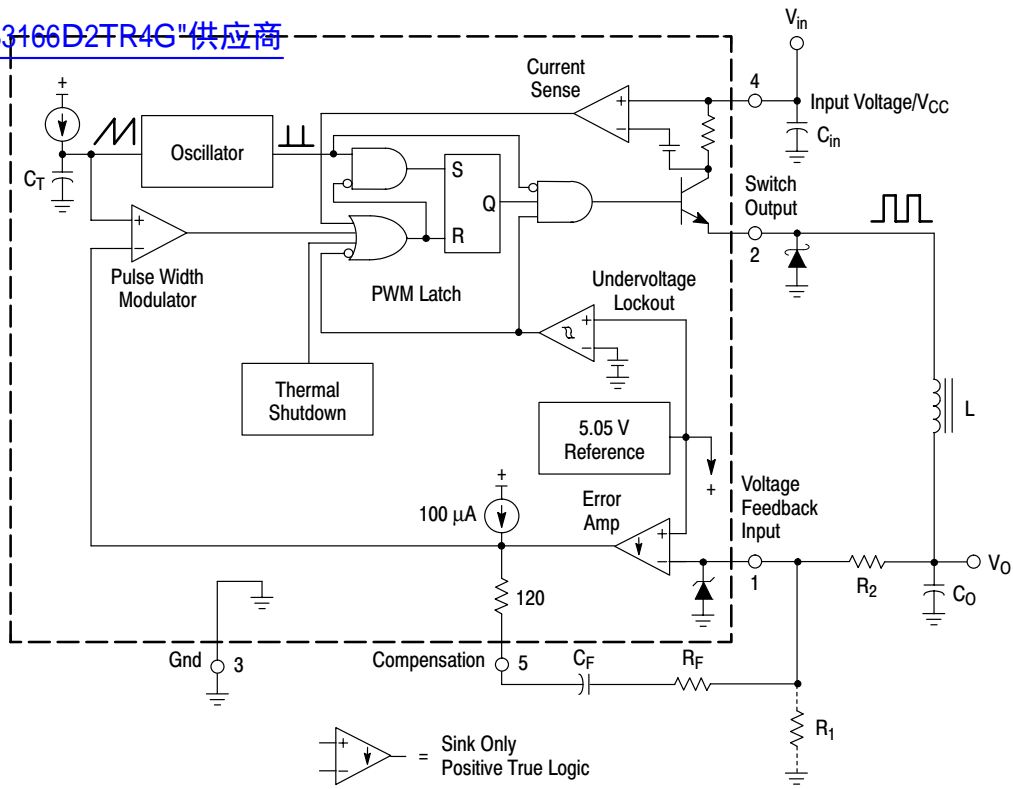 3166D2TR4G"供应商
Vin
Current
Sense
+
−
4
Input Voltage/VCC
Cin
+
CT
Oscillator
S
Q
R
Switch
Output
2
+
−
Pulse Width
Modulator
PWM Latch
Undervoltage
Lockout
+
−
Thermal
Shutdown
L
5.05 V
Reference
+
+
100 µA
Error
Amp
+
−
Voltage
Feedback
Input
1
R2
VO
CO
120
Gnd
3
Compensation
5
CF
RF
R1
+
−
=
Sink Only
Positive True Logic